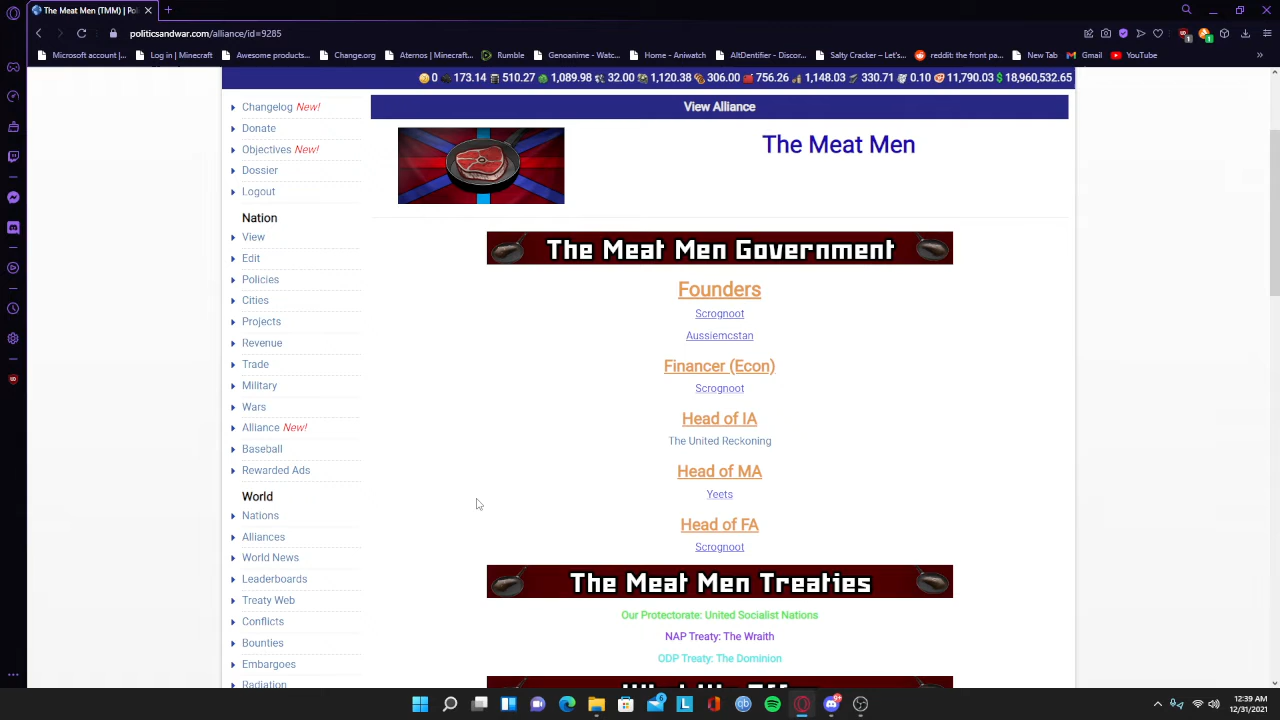 The Meat Men (TMM) | Pol
politicsandwar.com/alliance/id=9285
Microsoft account | ...
Log in | Minecraft...
Awesome products...
Change.org
Aternos | Minecraft...
Rumble
Genoanime - Watc...
Home - Aniwatch
AltDentifier - Discor...
Salty Cracker – Let's...
reddit: the front pa...
New Tab
Gmail
YouTube
0 173.14 510.27 1,089.98 32.00 1,120.38 306.00 756.26 1,148.03 330.71 0.10 11,790.03 $ 18,960,532.65
Changelog New!
Donate
Objectives New!
Dossier
Logout
Nation
View
Edit
Policies
Cities
Projects
Revenue
Trade
Military
Wars
Alliance New!
Baseball
Rewarded Ads
World
Nations
Alliances
World News
Leaderboards
Treaty Web
Conflicts
Bounties
Embargoes
Radiation
View Alliance
The Meat Men
The Meat Men Government
Founders
Scrognoot
Aussiemcstan
Financer (Econ)
Scrognoot
Head of IA
The United Reckoning
Head of MA
Yeets
Head of FA
Scrognoot
The Meat Men Treaties
Our Protectorate: United Socialist Nations
NAP Treaty: The Wraith
ODP Treaty: The Dominion
12:39 AM
12/31/2021